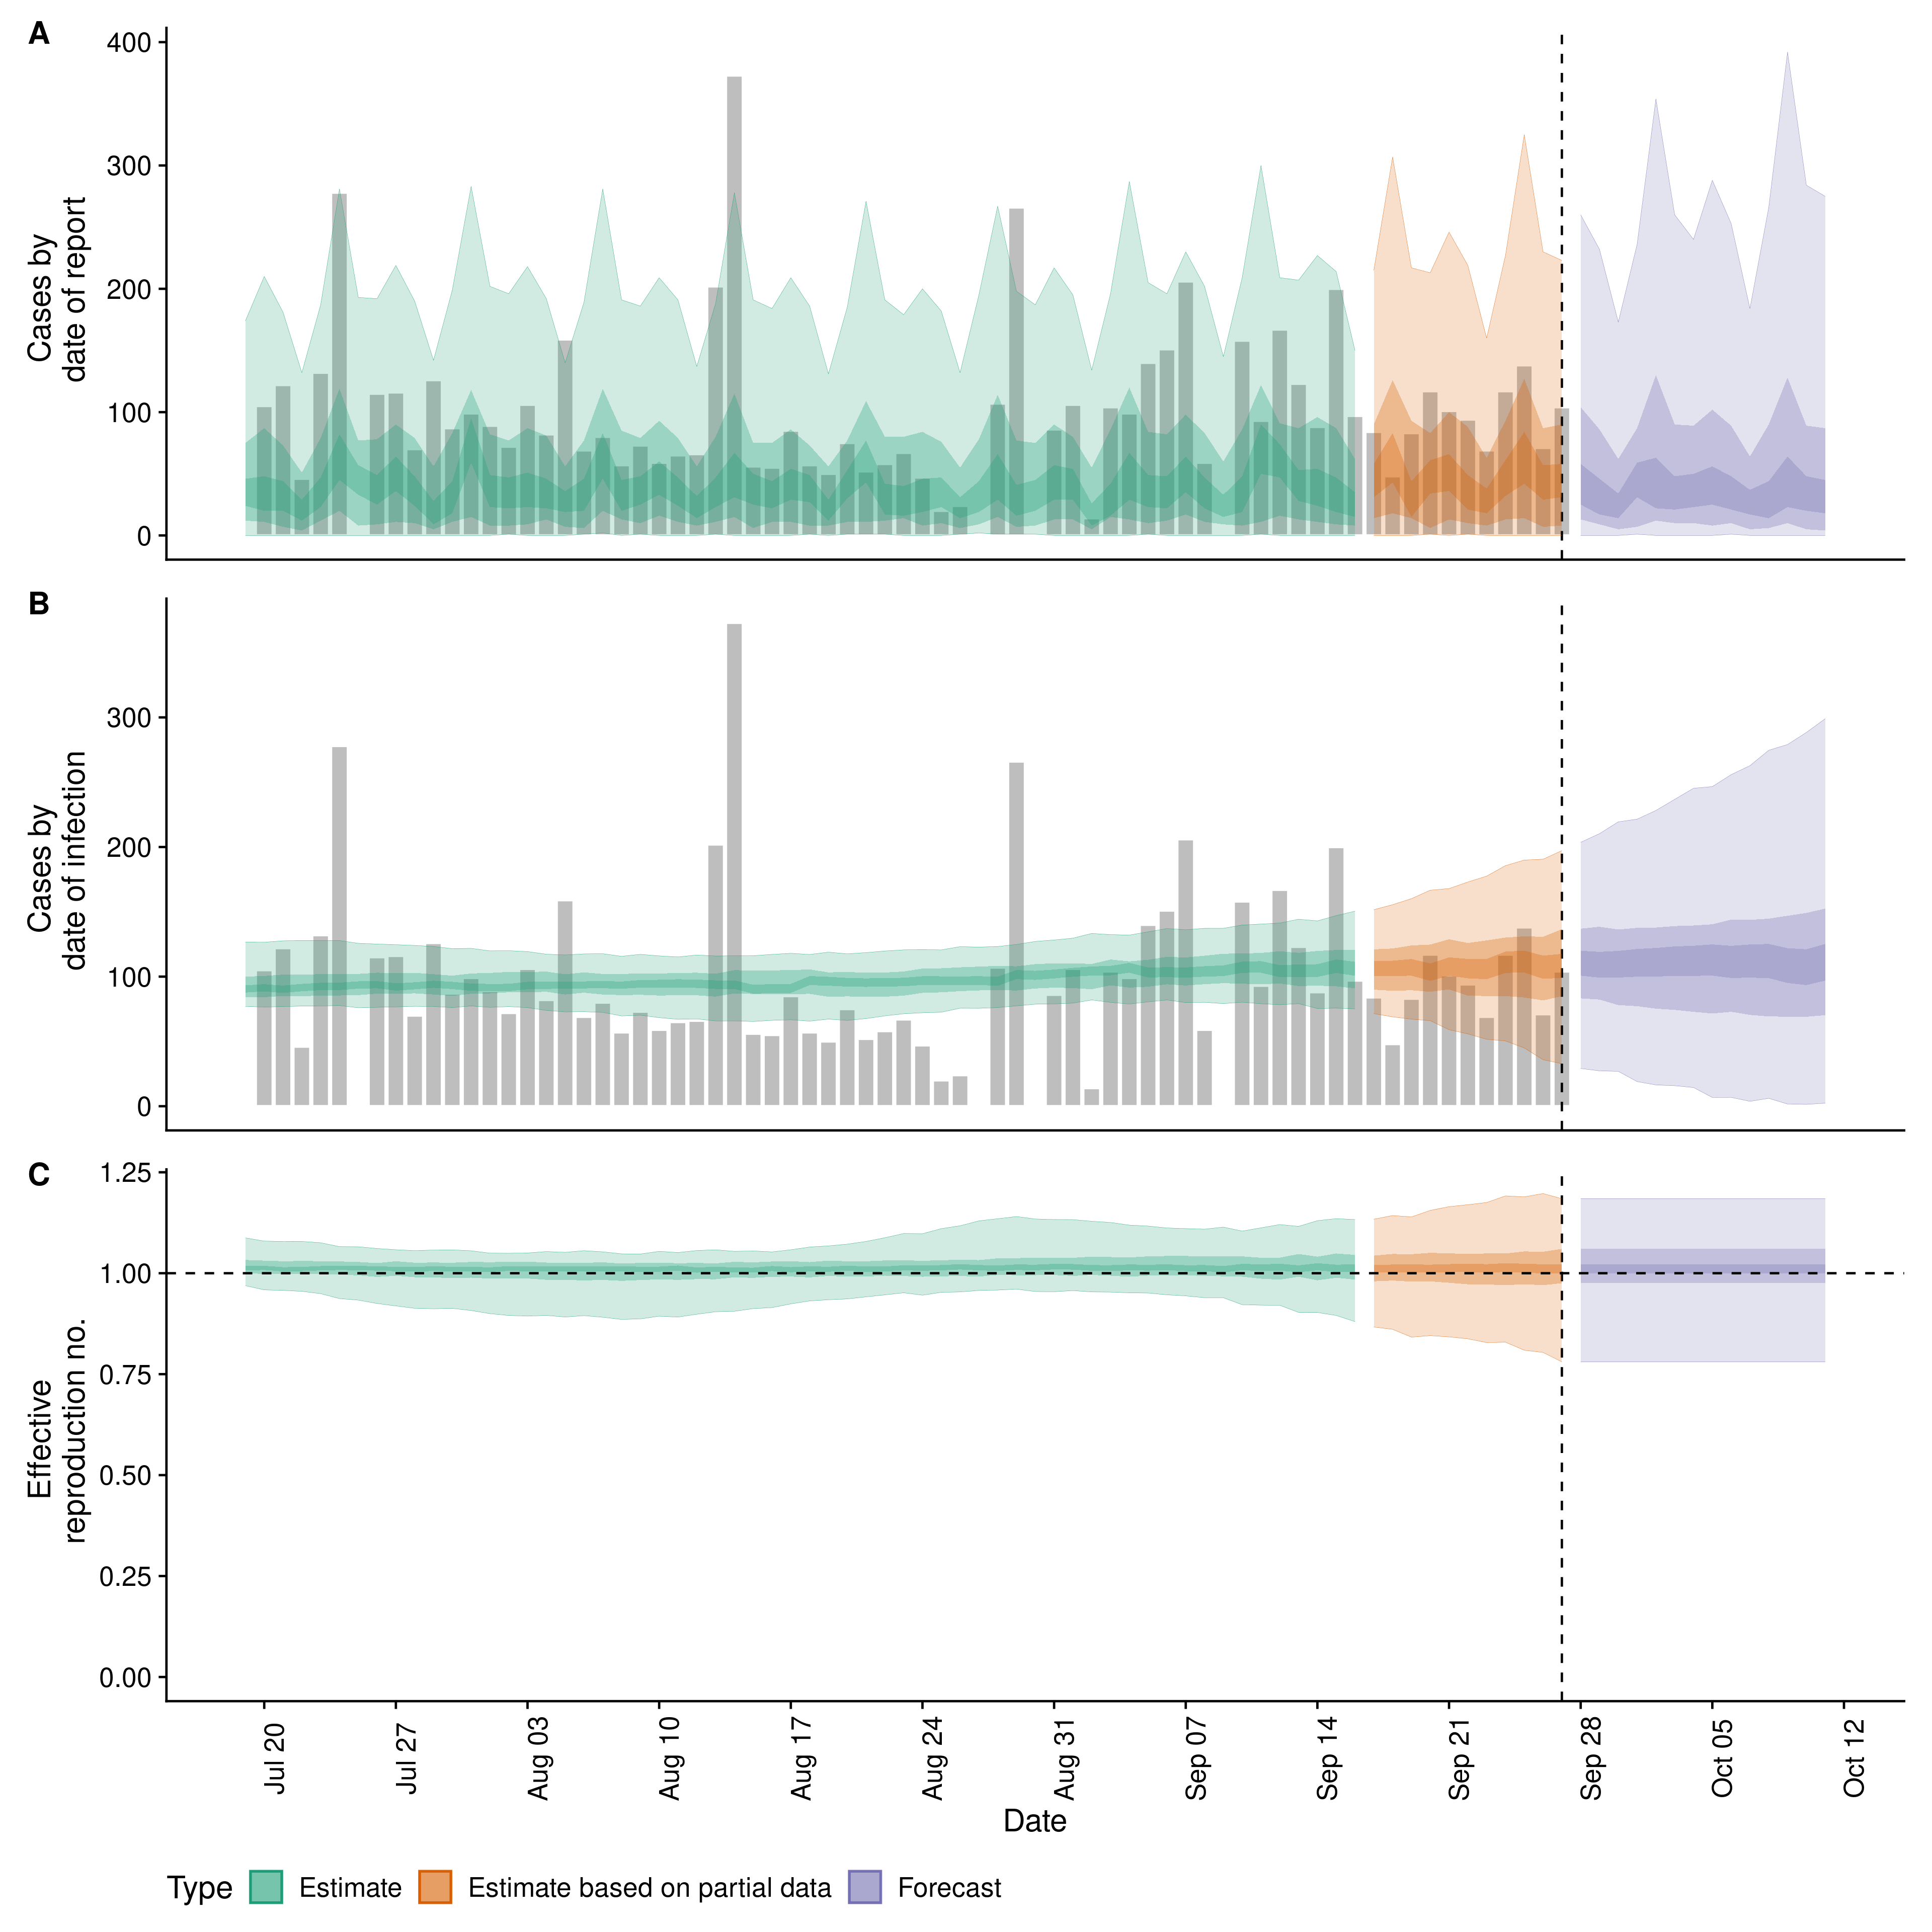 A
400
300
200
100
0
Cases by
date of report
B
300
200
100
0
Cases by
date of infection
C
1.25
1.00
0.75
0.50
0.25
0.00
Effective
reproduction no.
Jul 20
Jul 27
Aug 03
Aug 10
Aug 17
Aug 24
Aug 31
Sep 07
Sep 14
Sep 21
Sep 28
Oct 05
Oct 12
Date
Type Estimate Estimate based on partial data Forecast